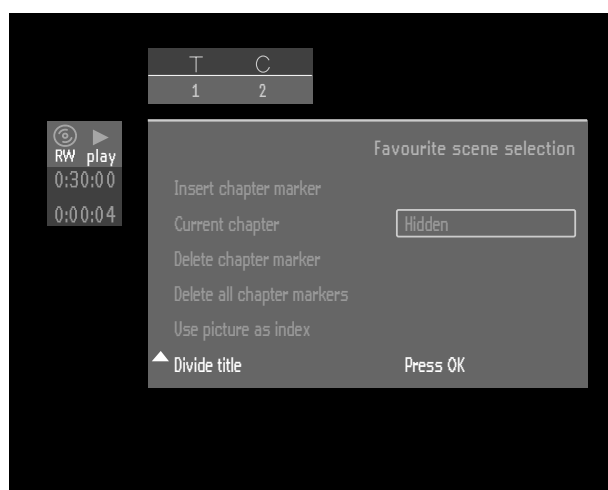 T C
1 2
RW play
0:30:00
0:00:04
Favourite scene selection
Insert chapter marker
Current chapter Hidden
Delete chapter marker
Delete all chapter markers
Use picture as index
Divide title Press OK